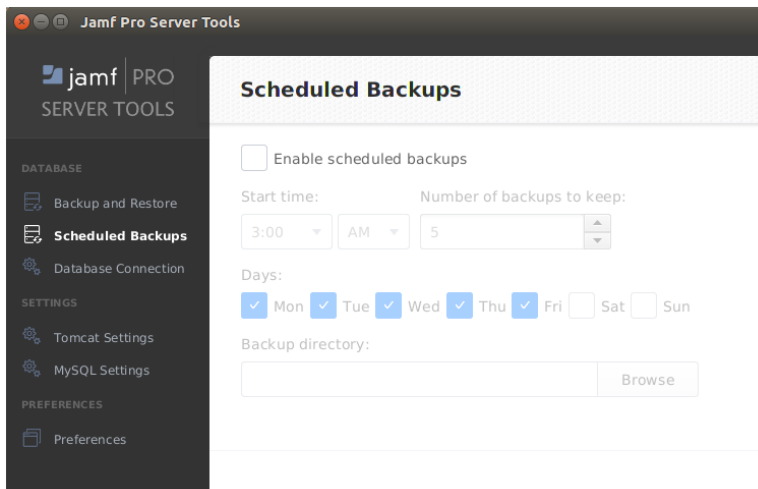 Jamf Pro Server Tools
jamf PRO
SERVER TOOLS
DATABASE
Backup and Restore
Scheduled Backups
Database Connection
SETTINGS
Tomcat Settings
MySQL Settings
PREFERENCES
Preferences
Scheduled Backups
Enable scheduled backups
Start time: Number of backups to keep:
3:00 AM 5
Days:
Mon Tue Wed Thu Fri Sat Sun
Backup directory:
Browse